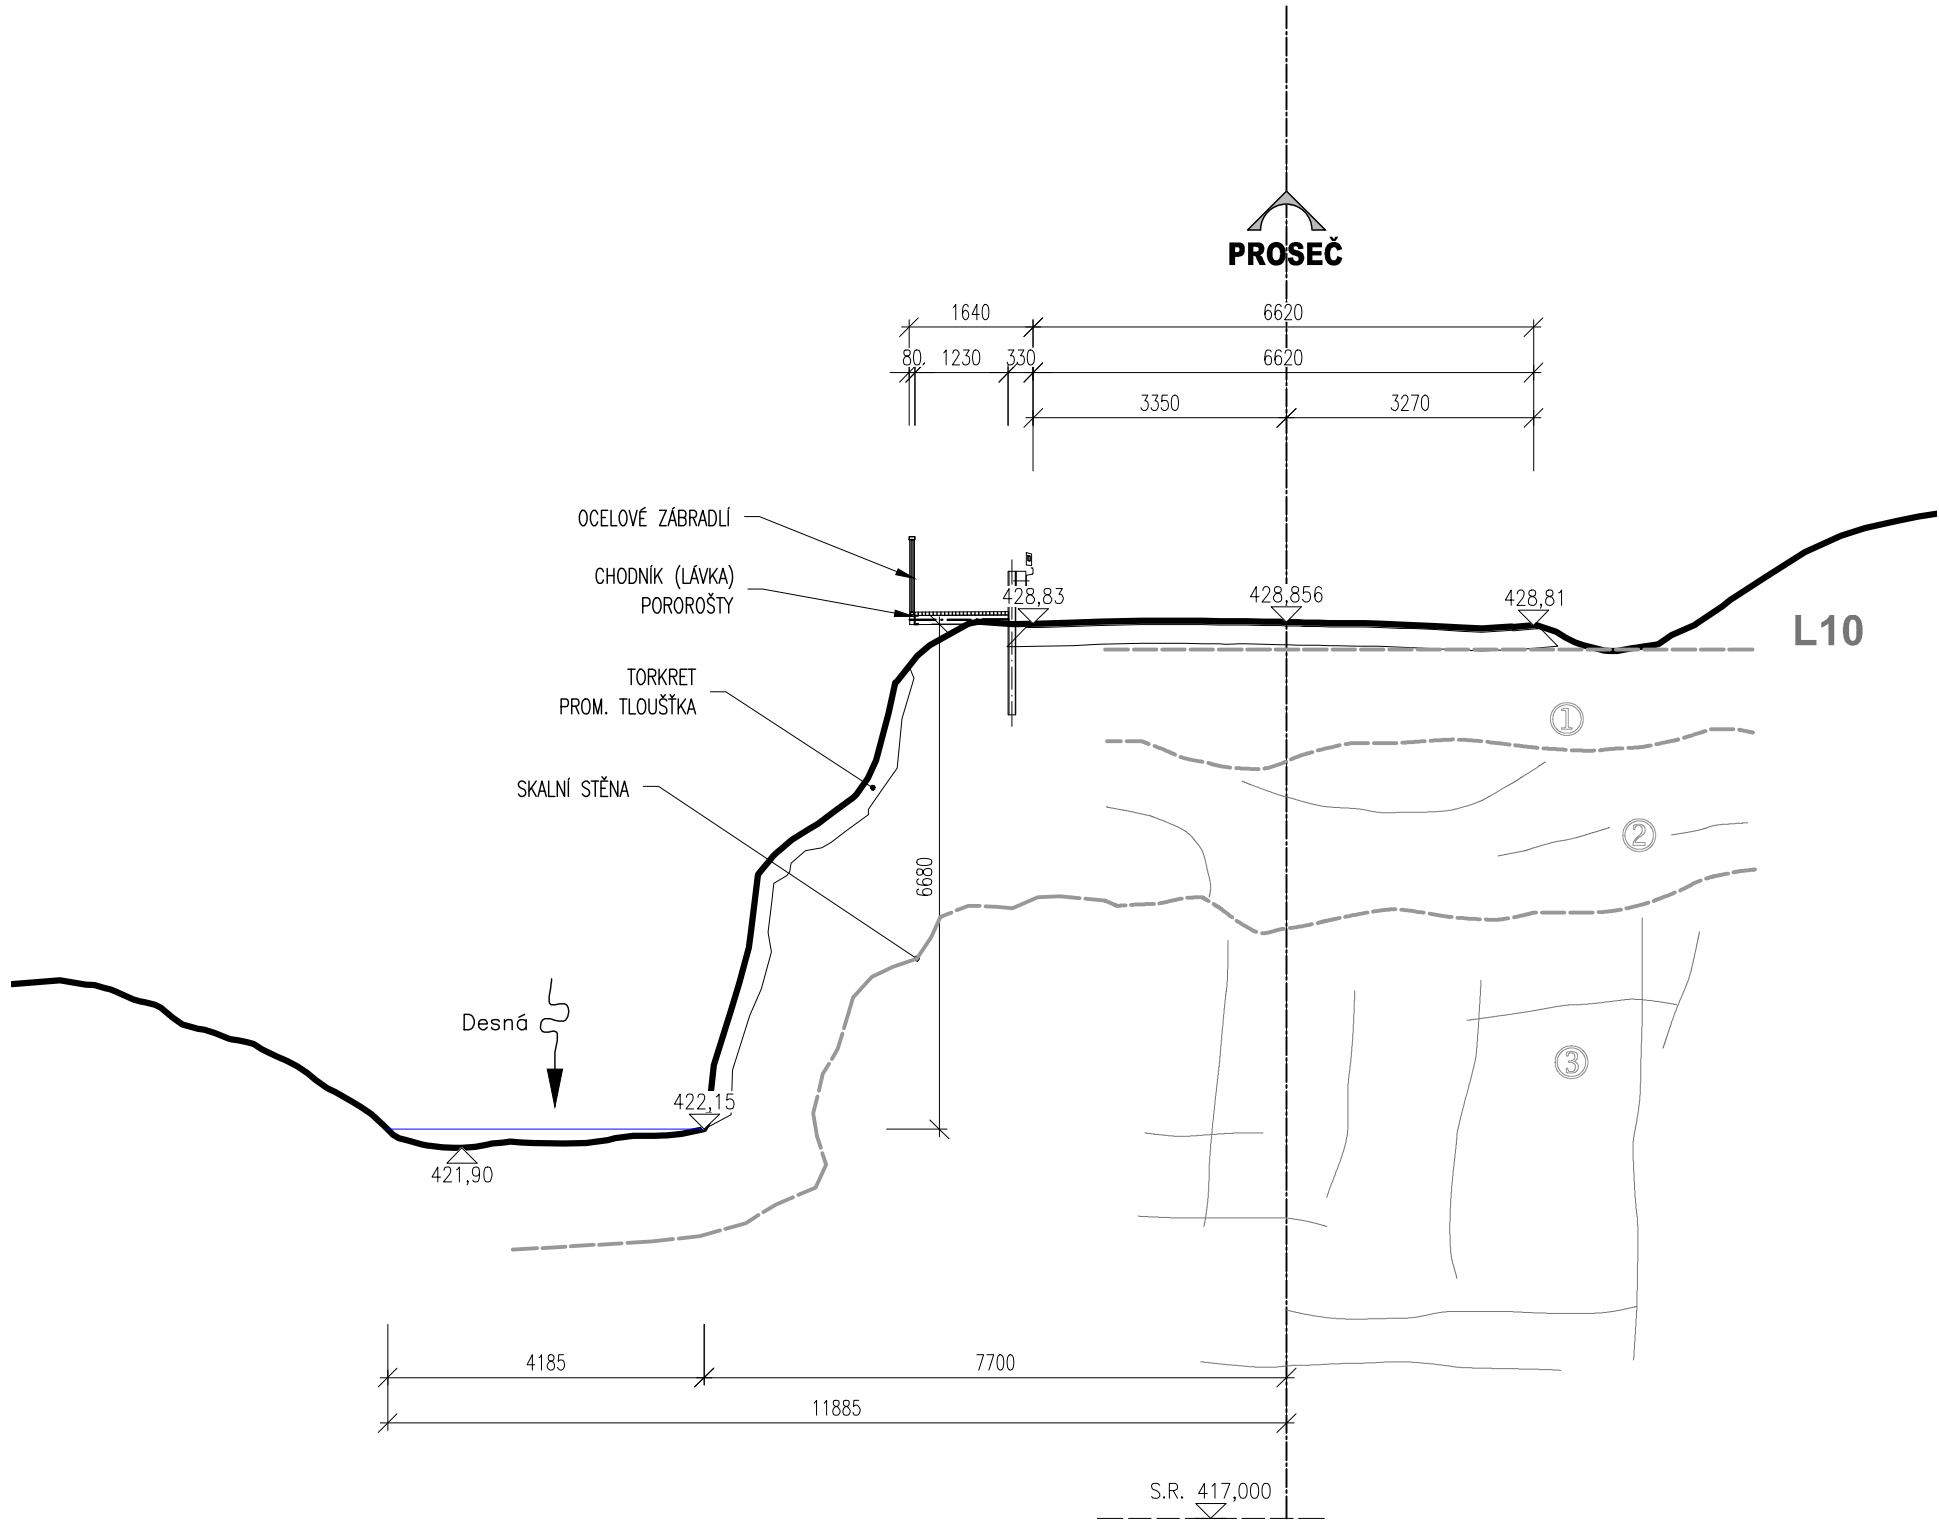 PROSEČ
1640
6620
80
1230
330
6620
3350
3270
OCELOVÉ ZÁBRADLÍ
CHODNÍK (LÁVKA)
POROROŠTY
428,83
428,856
428,81
L10
TORKRET
PROM. TLOUŠŤKA
1
SKALNÍ STĚNA
2
6680
Desná
3
422,15
421,90
4185
7700
11885
S.R. 417,000